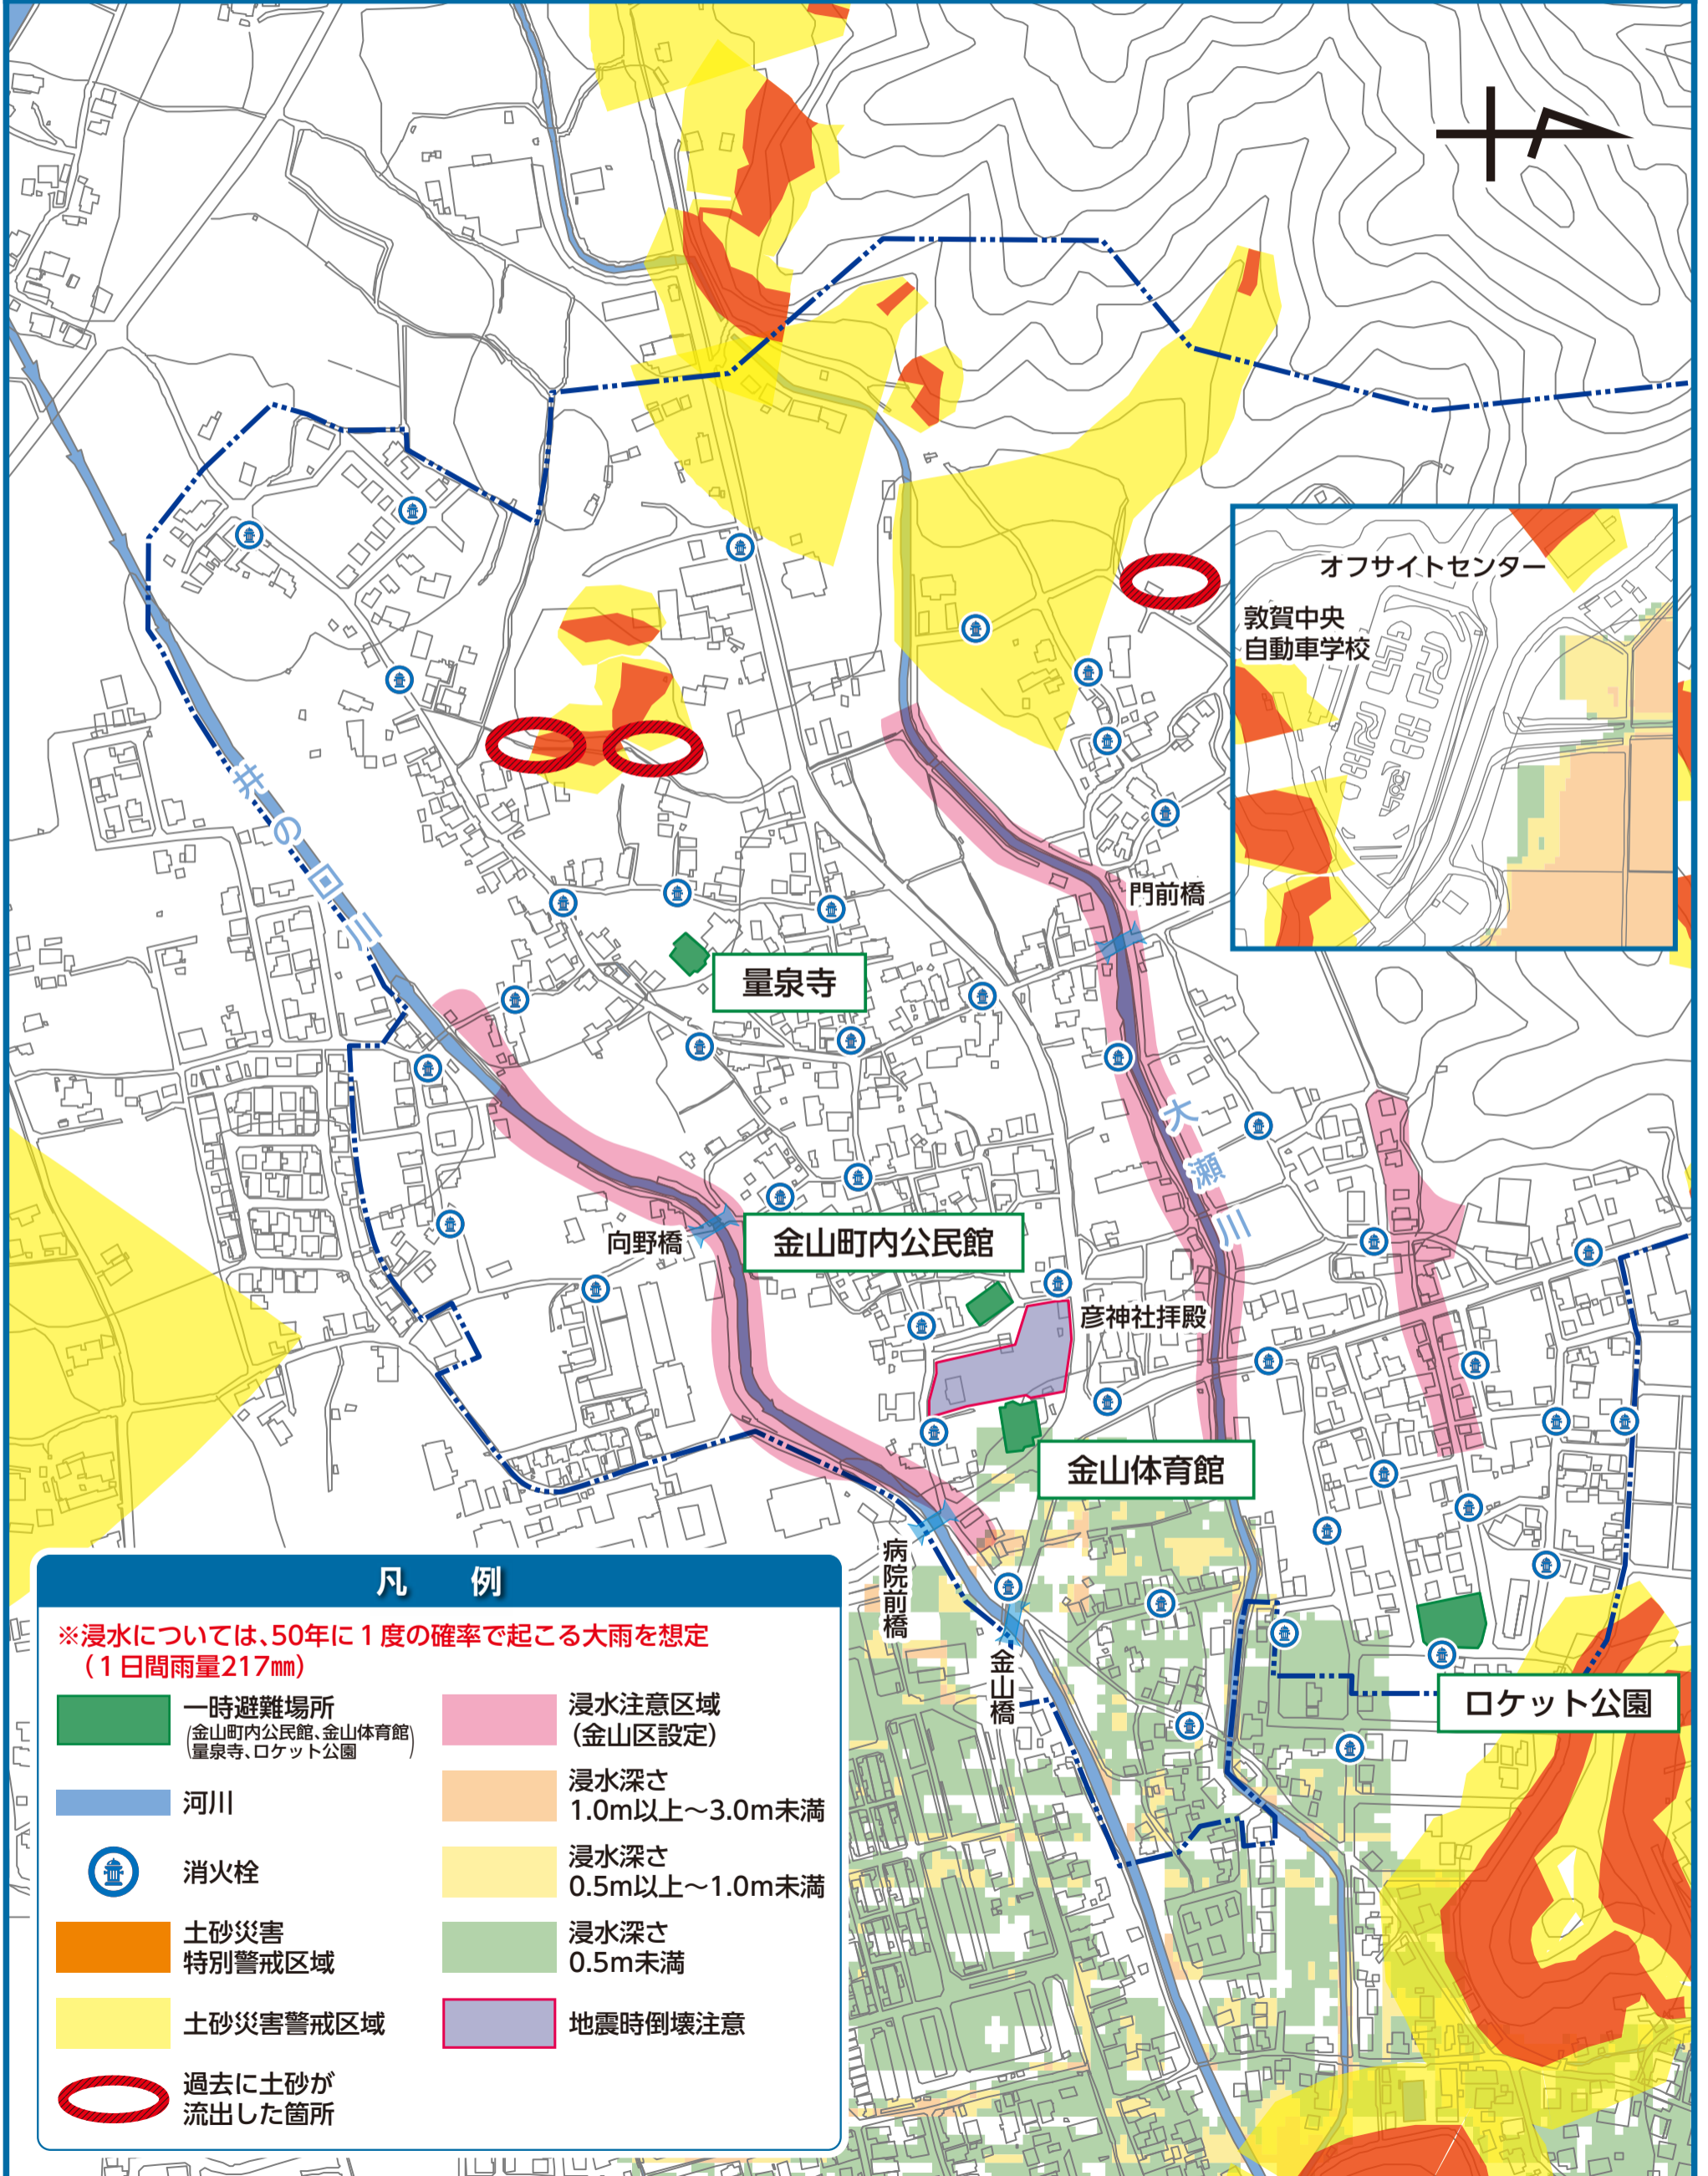 オフサイトセンター
敦賀中央
自動車学校
井の口川
門前橋
量泉寺
大瀬川
向野橋
金山町内公民館
彦神社拝殿
金山体育館
病院前橋
金山橋
ロケット公園
凡 例
※浸水については、50年に1度の確率で起こる大雨を想定
(1日間雨量217㎜)
一時避難場所
(金山町内公民館、金山体育館
量泉寺、ロケット公園)
河川
消火栓
土砂災害
特別警戒区域
土砂災害警戒区域
過去に土砂が
流出した箇所
浸水注意区域
(金山区設定)
浸水深さ
1.0m以上〜3.0m未満
浸水深さ
0.5m以上〜1.0m未満
浸水深さ
0.5m未満
地震時倒壊注意